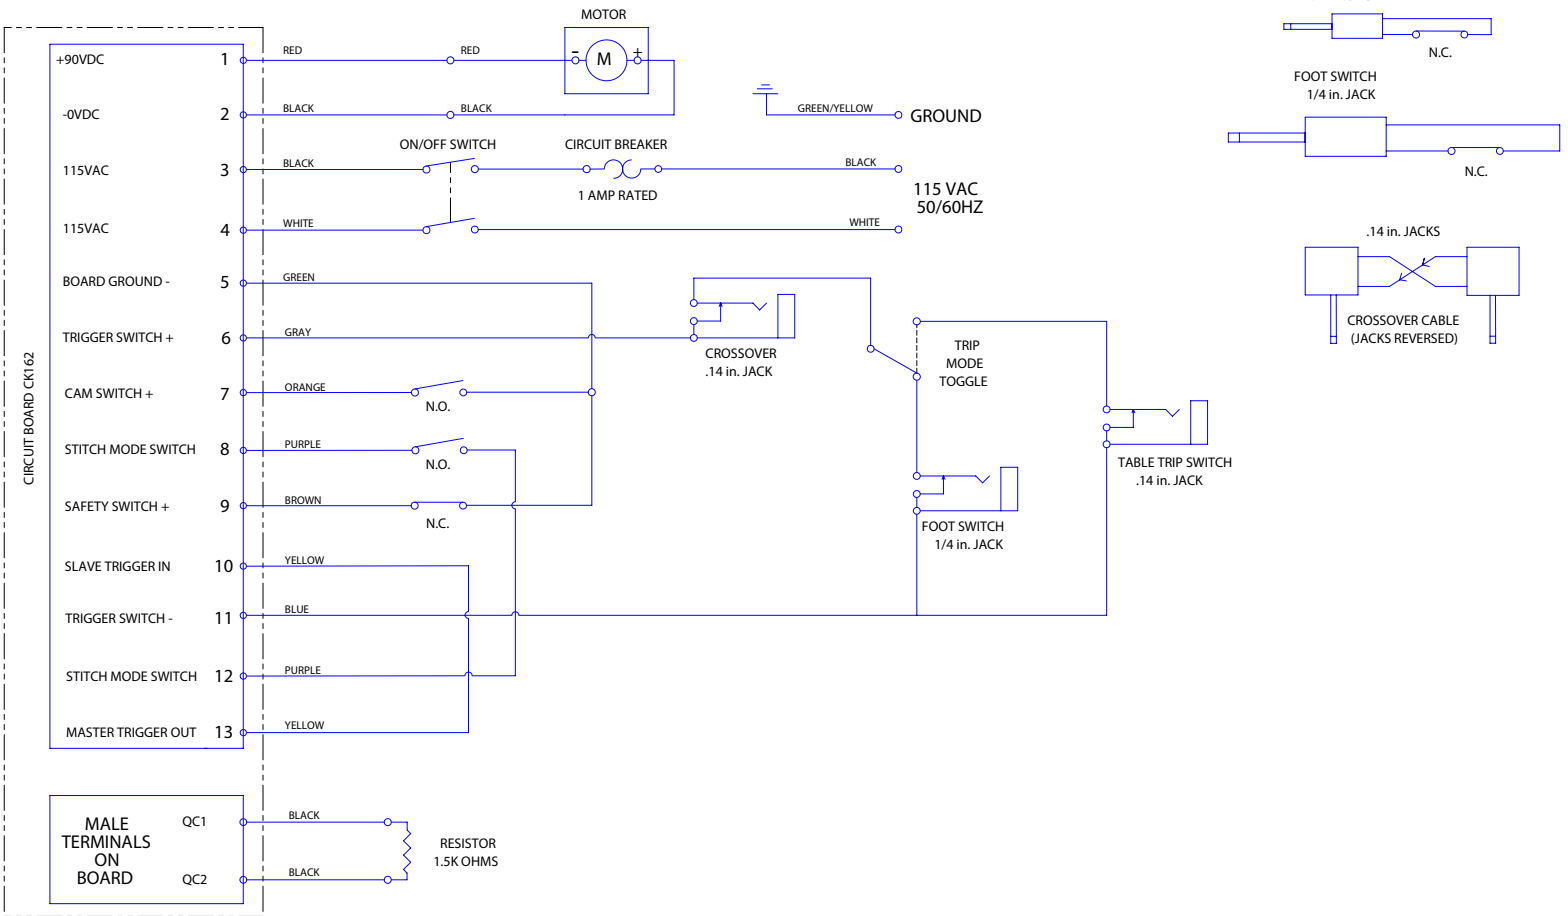 MOTOR
+90VDC 1 RED RED - M +
-0VDC 2 BLACK BLACK
GREEN/YELLOW GROUND
ON/OFF SWITCH CIRCUIT BREAKER
115VAC 3 BLACK BLACK
1 AMP RATED
115 VAC
50/60HZ
115VAC 4 WHITE WHITE
BOARD GROUND - 5 GREEN
TRIGGER SWITCH + 6 GRAY
CROSSOVER
.14 in. JACK
TRIP
MODE
TOGGLE
CAM SWITCH + 7 ORANGE
N.O.
STITCH MODE SWITCH 8 PURPLE
N.O.
SAFETY SWITCH + 9 BROWN
N.C.
TABLE TRIP SWITCH
.14 in. JACK
FOOT SWITCH
1/4 in. JACK
SLAVE TRIGGER IN 10 YELLOW
TRIGGER SWITCH - 11 BLUE
STITCH MODE SWITCH 12 PURPLE
MASTER TRIGGER OUT 13 YELLOW
CIRCUIT BOARD CK162
MALE
TERMINALS
ON
BOARD
QC1 BLACK
QC2 BLACK
RESISTOR
1.5K OHMS
N.C.
FOOT SWITCH
1/4 in. JACK
N.C.
.14 in. JACKS
CROSSOVER CABLE
(JACKS REVERSED)